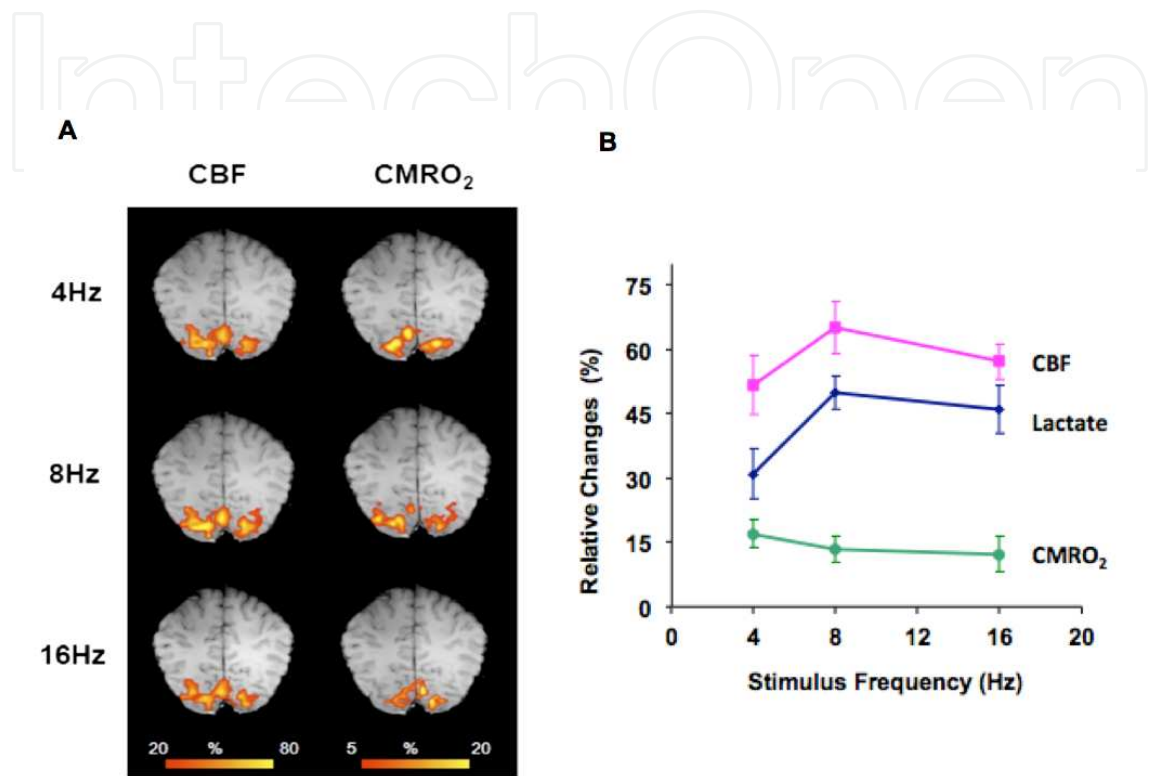 IntechOpen
A
B
CBF CMRO₂
4Hz
8Hz
16Hz
20 % 80 5 % 20
Relative Changes (%)
75
60
45
30
15
0
0 4 8 12 16 20
Stimulus Frequency (Hz)
CBF
Lactate
CMRO₂